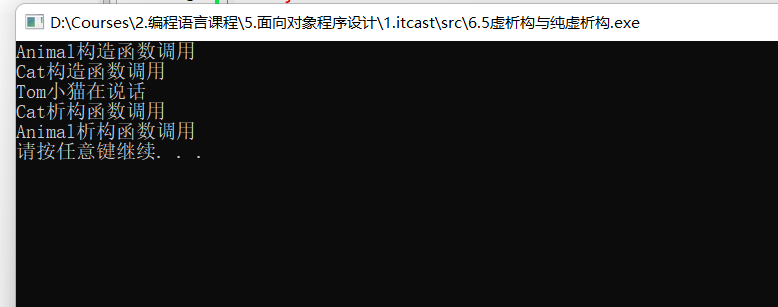 D:\Courses\2.编程语言课程\5.面向对象程序设计\1.itcast\src\6.5虚析构与纯虚析构.exe
Animal构造函数调用
Cat构造函数调用
Tom小猫在说话
Cat析构函数调用
Animal析构函数调用
请按任意键继续. . .